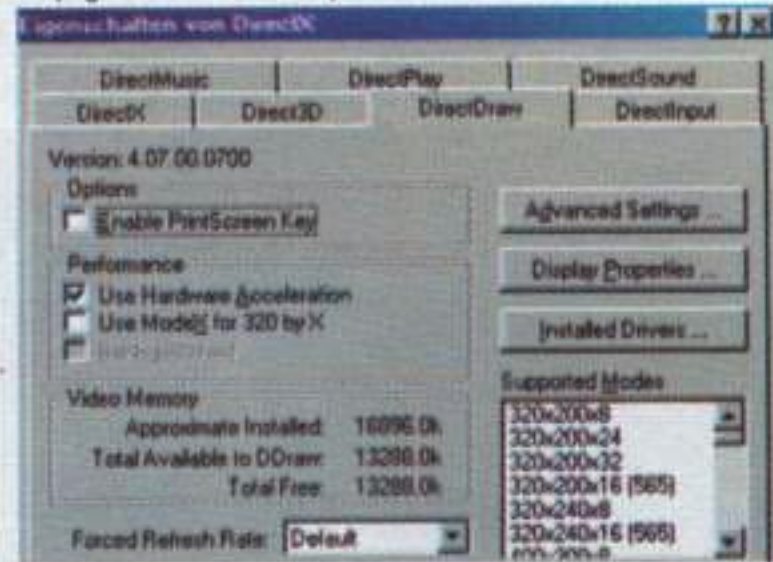 Eigenschaften von DirectX
DirectMusic DirectPlay DirectSound
DirectX Direct3D DirectDraw DirectInput
Version: 4.07.00.0700
Options
Enable PrintScreen Key
Advanced Settings ...
Performance
Use Hardware Acceleration
Use ModeX for 320 by X
Display Properties ...
Installed Drivers ...
Video Memory
Approximate Installed: 16896.0k
Total Available to DDraw: 13288.0k
Total Free: 13288.0k
Forced Refresh Rate: Default
Supported Modes
320x200x8
320x200x24
320x200x32
320x200x16 (565)
320x240x8
320x240x16 (565)